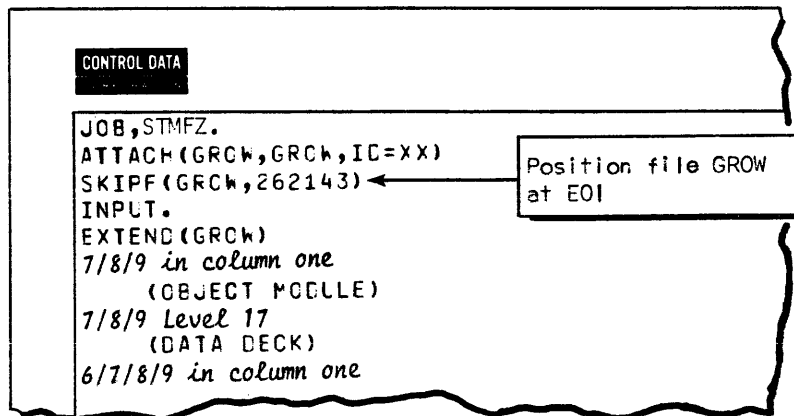 CONTROL DATA
JOB,STMFZ.
ATTACH(GROW,GROW,ID=XX)
SKIPF(GROW,262143)
Position file GROW
at EOI
INPUT.
EXTEND(GROW)
7/8/9 in column one
(OBJECT MODULE)
7/8/9 Level 17
(DATA DECK)
6/7/8/9 in column one